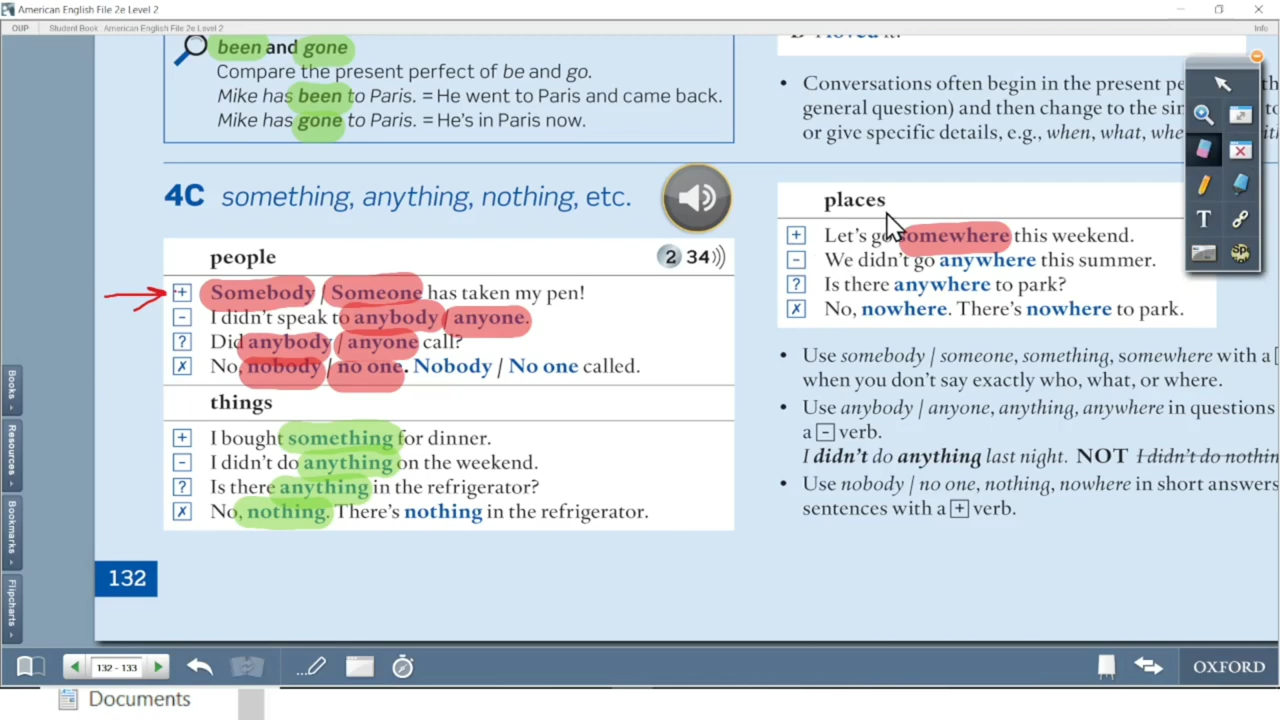 American English File 2e Level 2
OUP Student Book American English File 2e Level 2 Info
been and gone
Compare the present perfect of be and go.
Mike has been to Paris. = He went to Paris and came back.
Mike has gone to Paris. = He's in Paris now.
4C something, anything, nothing, etc.
people 2 34
+ Somebody / Someone has taken my pen!
- I didn't speak to anybody / anyone.
? Did anybody / anyone call?
✗ No, nobody / no one. Nobody / No one called.
things
+ I bought something for dinner.
- I didn't do anything on the weekend.
? Is there anything in the refrigerator?
✗ No, nothing. There's nothing in the refrigerator.
132
• Conversations often begin in the present
general question) and then change to the
or give specific details, e.g., when, what,
places
+ Let's go somewhere this weekend.
- We didn't go anywhere this summer.
? Is there anywhere to park?
✗ No, nowhere. There's nowhere to park.
• Use somebody / someone, something, somewhere with a
when you don't say exactly who, what, or where.
• Use anybody / anyone, anything, anywhere in questions
a - verb.
I didn't do anything last night. NOT I didn't do
• Use nobody / no one, nothing, nowhere in short answers
sentences with a + verb.
T
Books
Resources
Bookmarks
Flipcharts
132 - 133
OXFORD
Documents